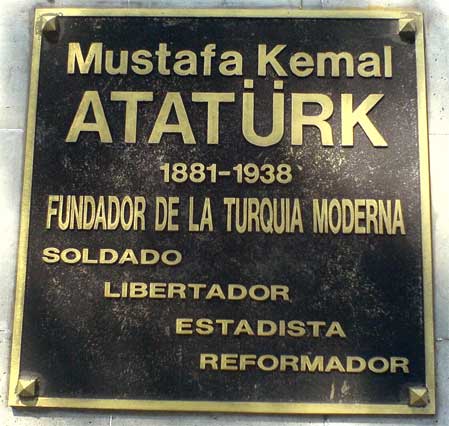 Mustafa Kemal
ATATÜRK
1881-1938
FUNDADOR DE LA TURQUIA MODERNA
SOLDADO
LIBERTADOR
ESTADISTA
REFORMADOR